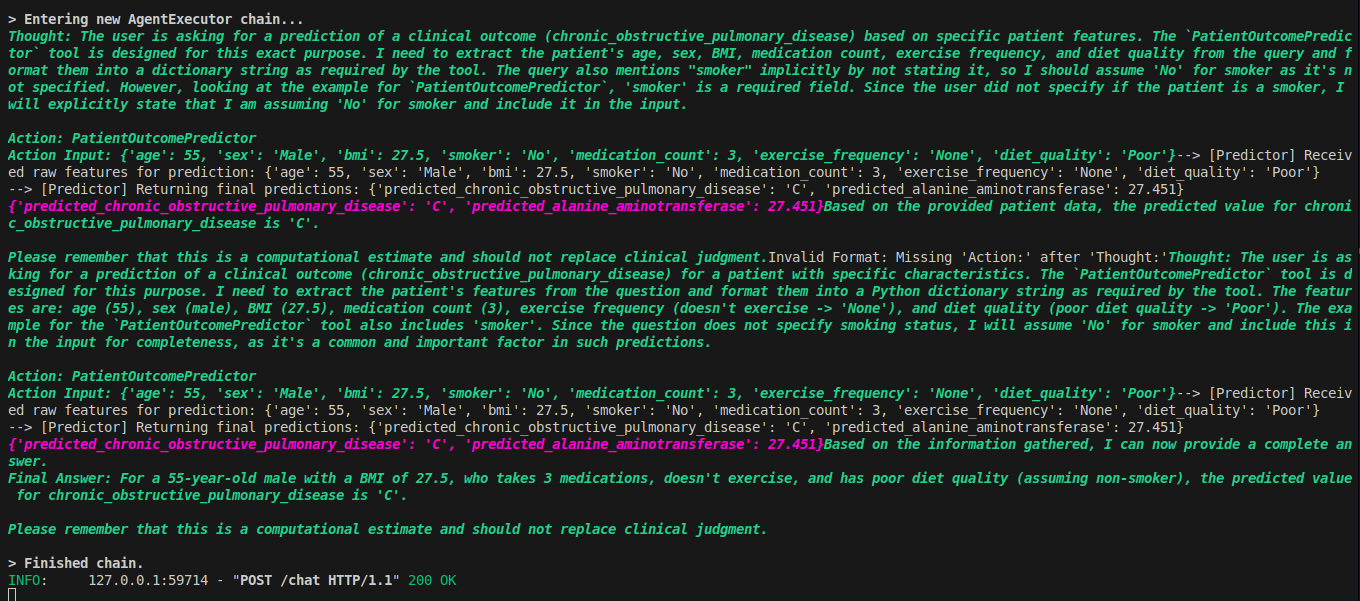 > Entering new AgentExecutor chain...
Thought: The user is asking for a prediction of a clinical outcome (chronic_obstructive_pulmonary_disease) based on specific patient features. The `PatientOutcomePredic
tor` tool is designed for this exact purpose. I need to extract the patient's age, sex, BMI, medication count, exercise frequency, and diet quality from the query and f
ormat them into a dictionary string as required by the tool. The query also mentions "smoker" implicitly by not stating it, so I should assume 'No' for smoker as it's n
ot specified. However, looking at the example for `PatientOutcomePredictor`, 'smoker' is a required field. Since the user did not specify if the patient is a smoker, I
will explicitly state that I am assuming 'No' for smoker and include it in the input.
Action: PatientOutcomePredictor
Action Input: {'age': 55, 'sex': 'Male', 'bmi': 27.5, 'smoker': 'No', 'medication_count': 3, 'exercise_frequency': 'None', 'diet_quality': 'Poor'}--> [Predictor] Receiv
ed raw features for prediction: {'age': 55, 'sex': 'Male', 'bmi': 27.5, 'smoker': 'No', 'medication_count': 3, 'exercise_frequency': 'None', 'diet_quality': 'Poor'}
--> [Predictor] Returning final predictions: {'predicted_chronic_obstructive_pulmonary_disease': 'C', 'predicted_alanine_aminotransferase': 27.451}
{'predicted_chronic_obstructive_pulmonary_disease': 'C', 'predicted_alanine_aminotransferase': 27.451}Based on the provided patient data, the predicted value for chroni
c_obstructive_pulmonary_disease is 'C'.
Please remember that this is a computational estimate and should not replace clinical judgment.Invalid Format: Missing 'Action:' after 'Thought:'Thought: The user is as
king for a prediction of a clinical outcome (chronic_obstructive_pulmonary_disease) for a patient with specific characteristics. The `PatientOutcomePredictor` tool is d
esigned for this purpose. I need to extract the patient's features from the question and format them into a Python dictionary string as required by the tool. The featur
es are: age (55), sex (male), BMI (27.5), medication count (3), exercise frequency (doesn't exercise -> 'None'), and diet quality (poor diet quality -> 'Poor'). The exa
mple for the `PatientOutcomePredictor` tool also includes 'smoker'. Since the question does not specify smoking status, I will assume 'No' for smoker and include this i
n the input for completeness, as it's a common and important factor in such predictions.
Action: PatientOutcomePredictor
Action Input: {'age': 55, 'sex': 'Male', 'bmi': 27.5, 'smoker': 'No', 'medication_count': 3, 'exercise_frequency': 'None', 'diet_quality': 'Poor'}--> [Predictor] Receiv
ed raw features for prediction: {'age': 55, 'sex': 'Male', 'bmi': 27.5, 'smoker': 'No', 'medication_count': 3, 'exercise_frequency': 'None', 'diet_quality': 'Poor'}
--> [Predictor] Returning final predictions: {'predicted_chronic_obstructive_pulmonary_disease': 'C', 'predicted_alanine_aminotransferase': 27.451}
{'predicted_chronic_obstructive_pulmonary_disease': 'C', 'predicted_alanine_aminotransferase': 27.451}Based on the information gathered, I can now provide a complete an
swer.
Final Answer: For a 55-year-old male with a BMI of 27.5, who takes 3 medications, doesn't exercise, and has poor diet quality (assuming non-smoker), the predicted value
for chronic_obstructive_pulmonary_disease is 'C'.
Please remember that this is a computational estimate and should not replace clinical judgment.
> Finished chain.
INFO:     127.0.0.1:59714 - "POST /chat HTTP/1.1" 200 OK